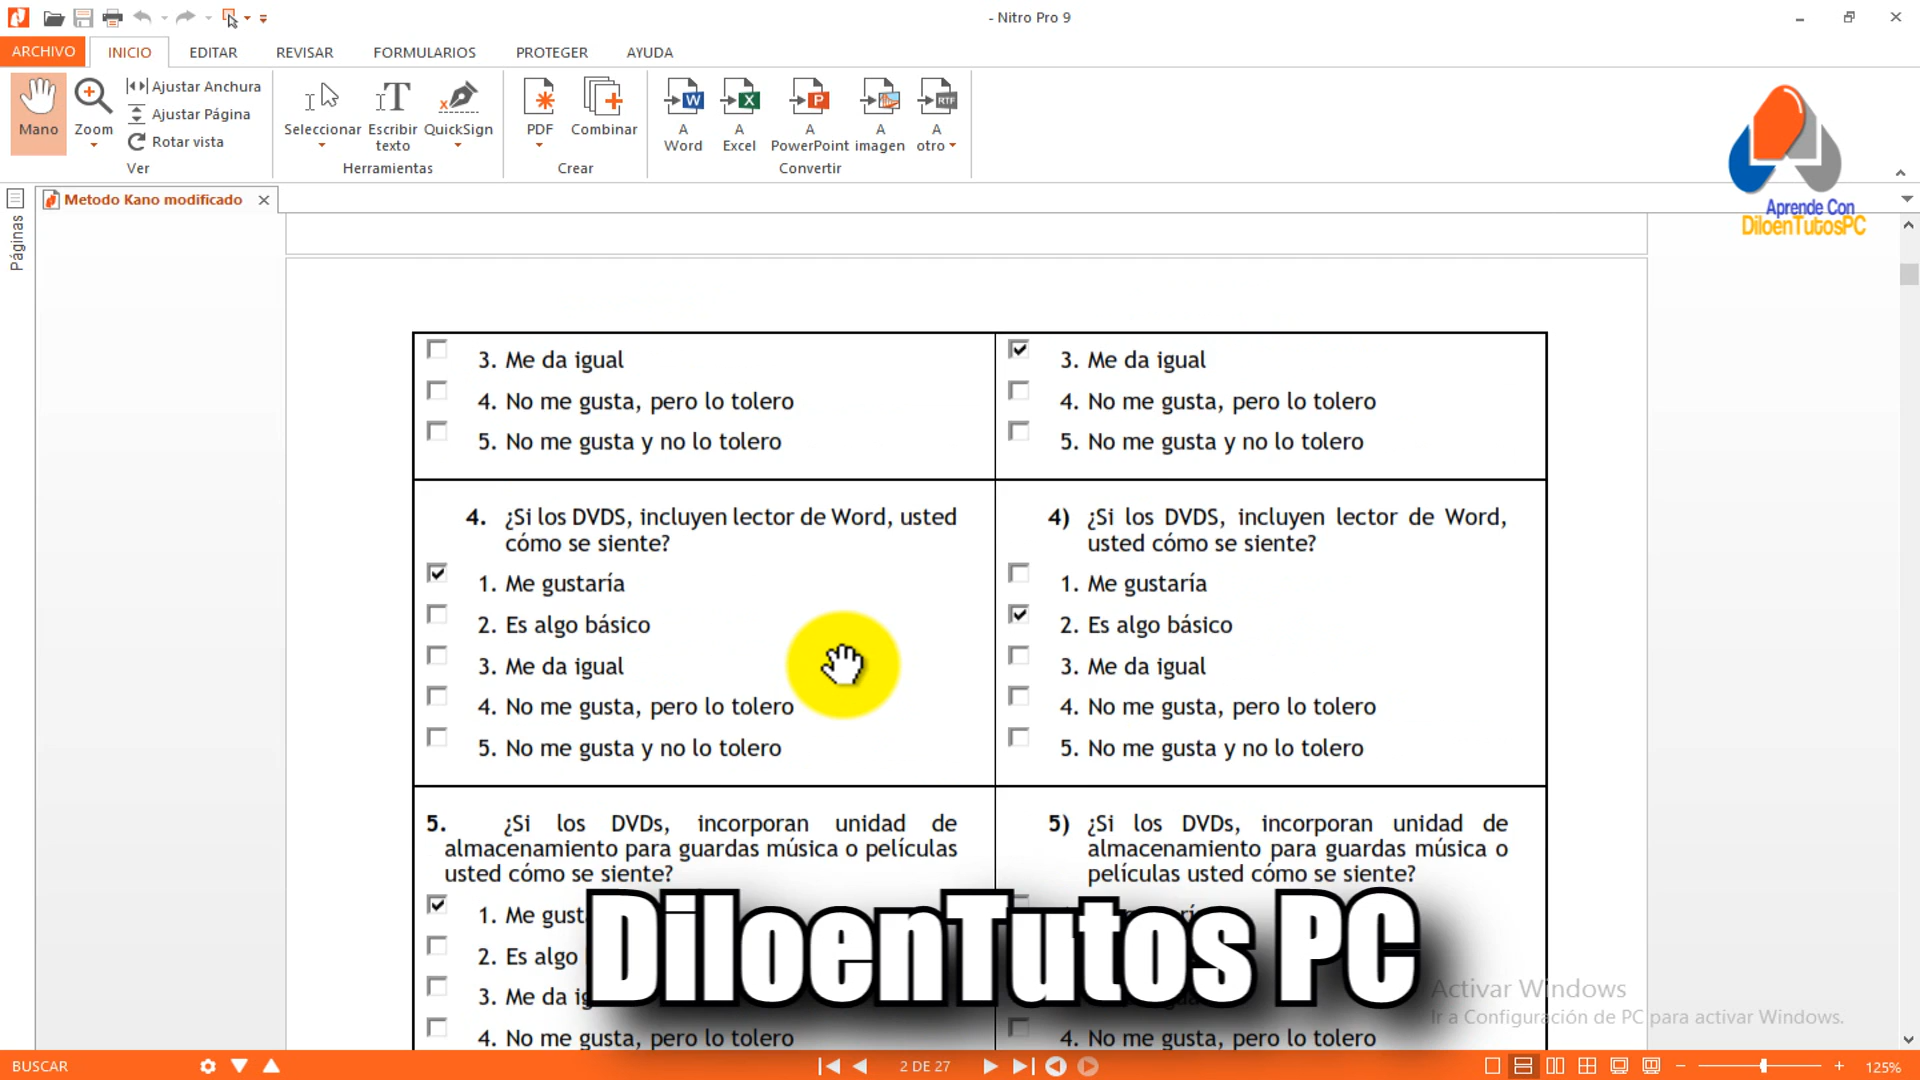 - Nitro Pro 9
ARCHIVO INICIO EDITAR REVISAR FORMULARIOS PROTEGER AYUDA
Mano
Zoom
Ajustar Anchura
Ajustar Página
Rotar vista
Ver
Seleccionar
Escribir
texto
QuickSign
Herramientas
PDF
Combinar
Crear
A
Word
A
Excel
A
PowerPoint
A
imagen
A
otro
Convertir
Aprende Con
DiloenTutosPC
Páginas
Metodo Kano modificado
3. Me da igual
4. No me gusta, pero lo tolero
5. No me gusta y no lo tolero
3. Me da igual
4. No me gusta, pero lo tolero
5. No me gusta y no lo tolero
4. ¿Si los DVDS, incluyen lector de Word, usted
cómo se siente?
1. Me gustaría
2. Es algo básico
3. Me da igual
4. No me gusta, pero lo tolero
5. No me gusta y no lo tolero
4) ¿Si los DVDS, incluyen lector de Word,
usted cómo se siente?
1. Me gustaría
2. Es algo básico
3. Me da igual
4. No me gusta, pero lo tolero
5. No me gusta y no lo tolero
5. ¿Si los DVDs, incorporan unidad de
almacenamiento para guardas música o películas
usted cómo se siente?
1. Me gust
2. Es algo
3. Me da ig
4. No me gusta, pero lo tolero
5) ¿Si los DVDs, incorporan unidad de
almacenamiento para guardas música o
películas usted cómo se siente?
4. No me gusta, pero lo tolero
DiloenTutos PC
Activar Windows
Ir a Configuración de PC para activar Windows.
BUSCAR
2 DE 27
125%